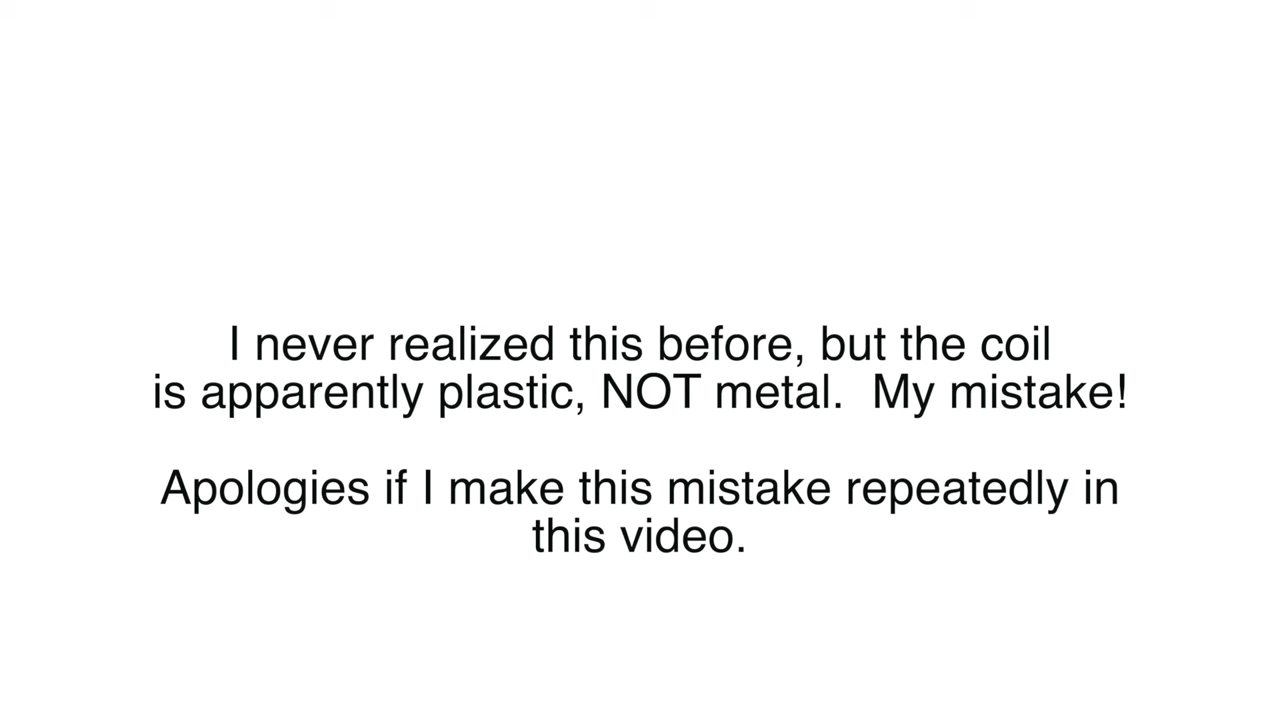 I never realized this before, but the coil
is apparently plastic, NOT metal.  My mistake!
Apologies if I make this mistake repeatedly in
this video.